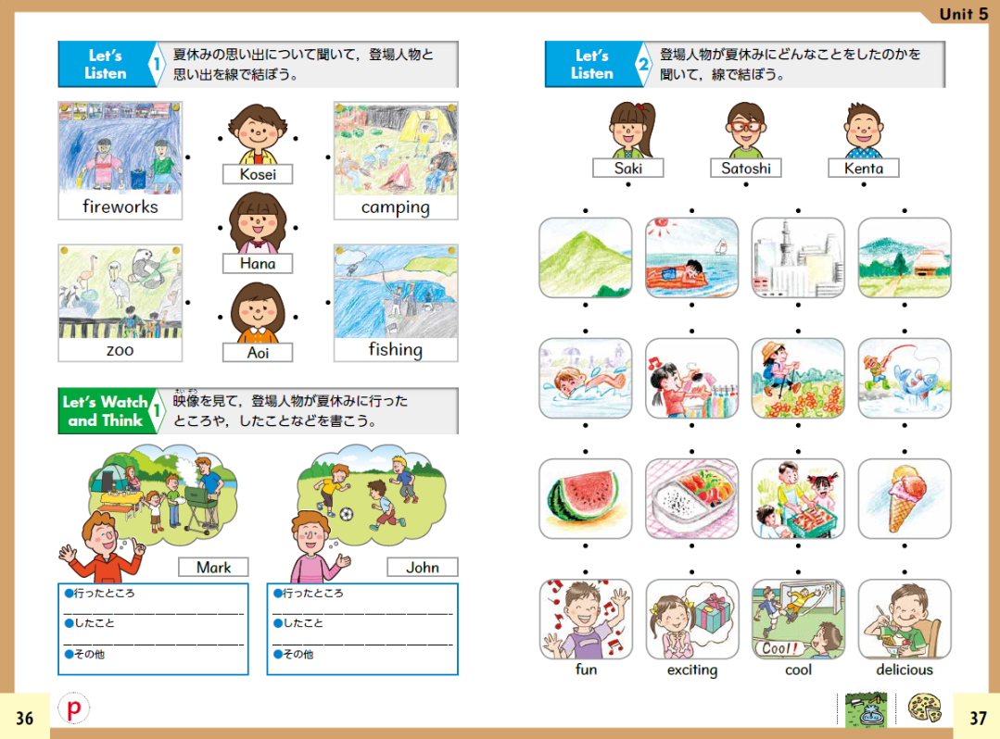 Unit 5
Let's
Listen
1
夏休みの思い出について聞いて，登場人物と
思い出を線で結ぼう。
fireworks
Kosei
camping
Hana
zoo
Aoi
fishing
Let's Watch
and Think
1
えいぞう
映像を見て，登場人物が夏休みに行った
ところや，したことなどを書こう。
Mark
John
●行ったところ
●したこと
●その他
●行ったところ
●したこと
●その他
36
p
Let's
Listen
2
登場人物が夏休みにどんなことをしたのかを
聞いて，線で結ぼう。
Saki
Satoshi
Kenta
Cool!
fun
exciting
cool
delicious
37